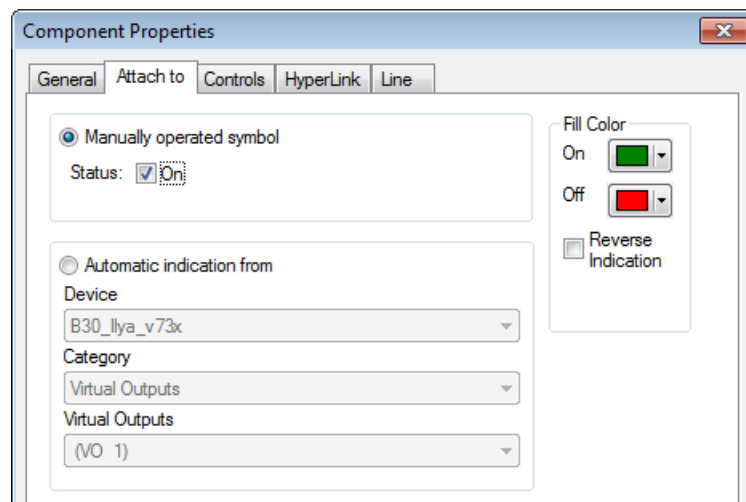 Component Properties
General Attach to Controls HyperLink Line
Manually operated symbol
Status: On
Automatic indication from
Device
B30_Ilya_v73x
Category
Virtual Outputs
Virtual Outputs
(VO 1)
Fill Color
On
Off
Reverse
Indication